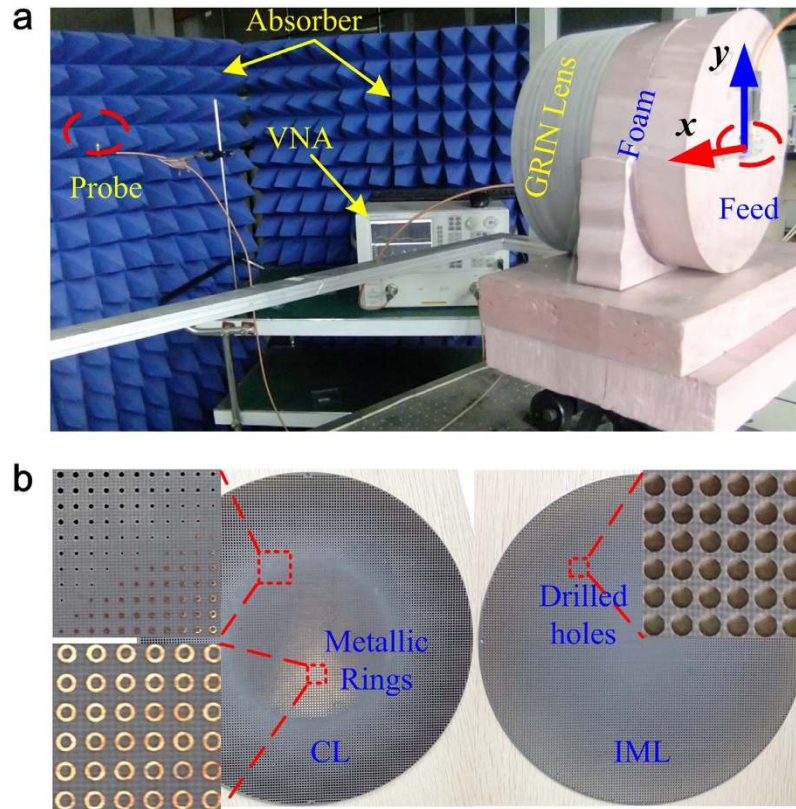 a
Absorber
y
GRIN Lens
Foam
x
VNA
Probe
Feed
b
Drilled
holes
Metallic
Rings
CL
IML